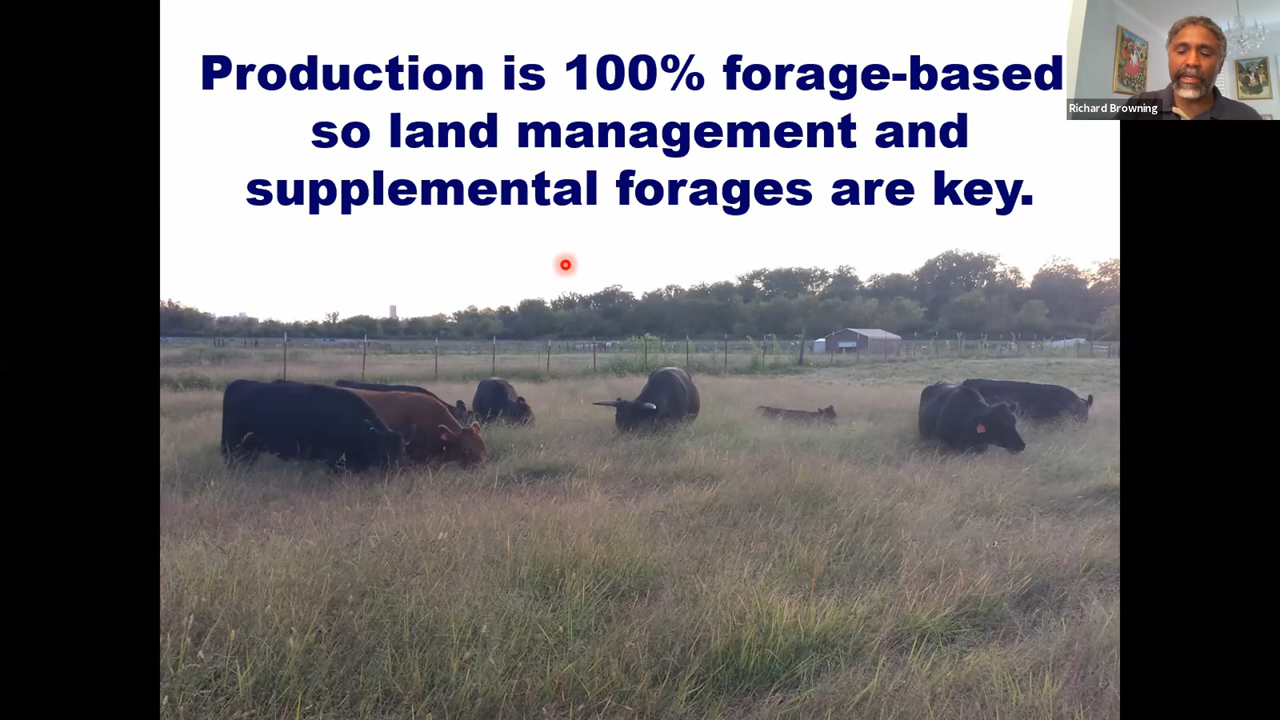 Production is 100% forage-based
so land management and
supplemental forages are key.
Richard Browning